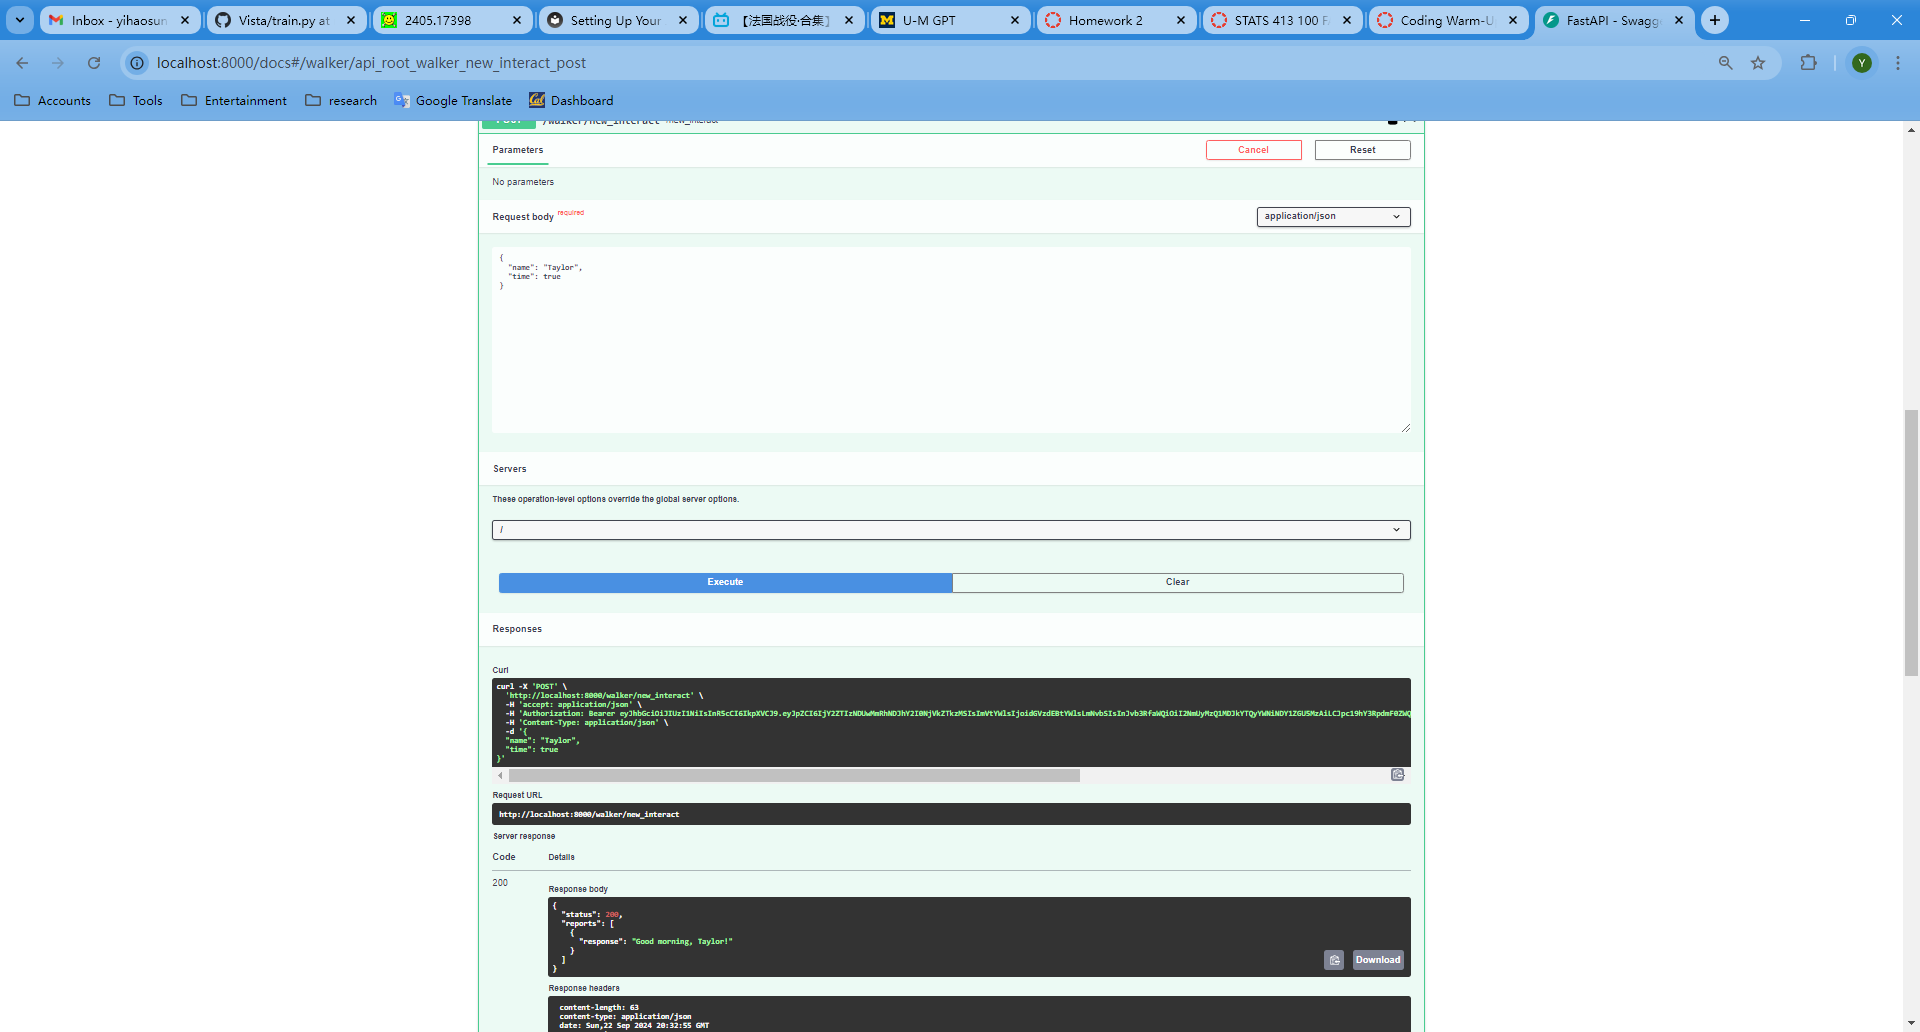 Inbox - yihaosun
Vista/train.py at
2405.17398
Setting Up Your
【法国战役·合集】
U-M GPT
Homework 2
STATS 413 100 FA
Coding Warm-U
FastAPI - Swagge
localhost:8000/docs#/walker/api_root_walker_new_interact_post
Y
Accounts
Tools
Entertainment
research
Google Translate
Dashboard
/walker/new_interact /new_interact
Parameters
Cancel
Reset
No parameters
Request body required
application/json
{
"name": "Taylor",
"time": true
}
Servers
These operation-level options override the global server options.
/
Execute
Clear
Responses
Curl
curl -X 'POST' \
'http://localhost:8000/walker/new_interact' \
-H 'accept: application/json' \
-H 'Authorization: Bearer
-H 'Content-Type: application/json' \
-d '{
"name": "Taylor",
"time": true
}'
Request URL
http://localhost:8000/walker/new_interact
Server response
Code
Details
200
Response body
{
"status": 200,
"reports": [
{
"response": "Good morning, Taylor!"
}
]
}
Download
Response headers
content-length: 63
content-type: application/json
date: Sun,22 Sep 2024 20:32:55 GMT